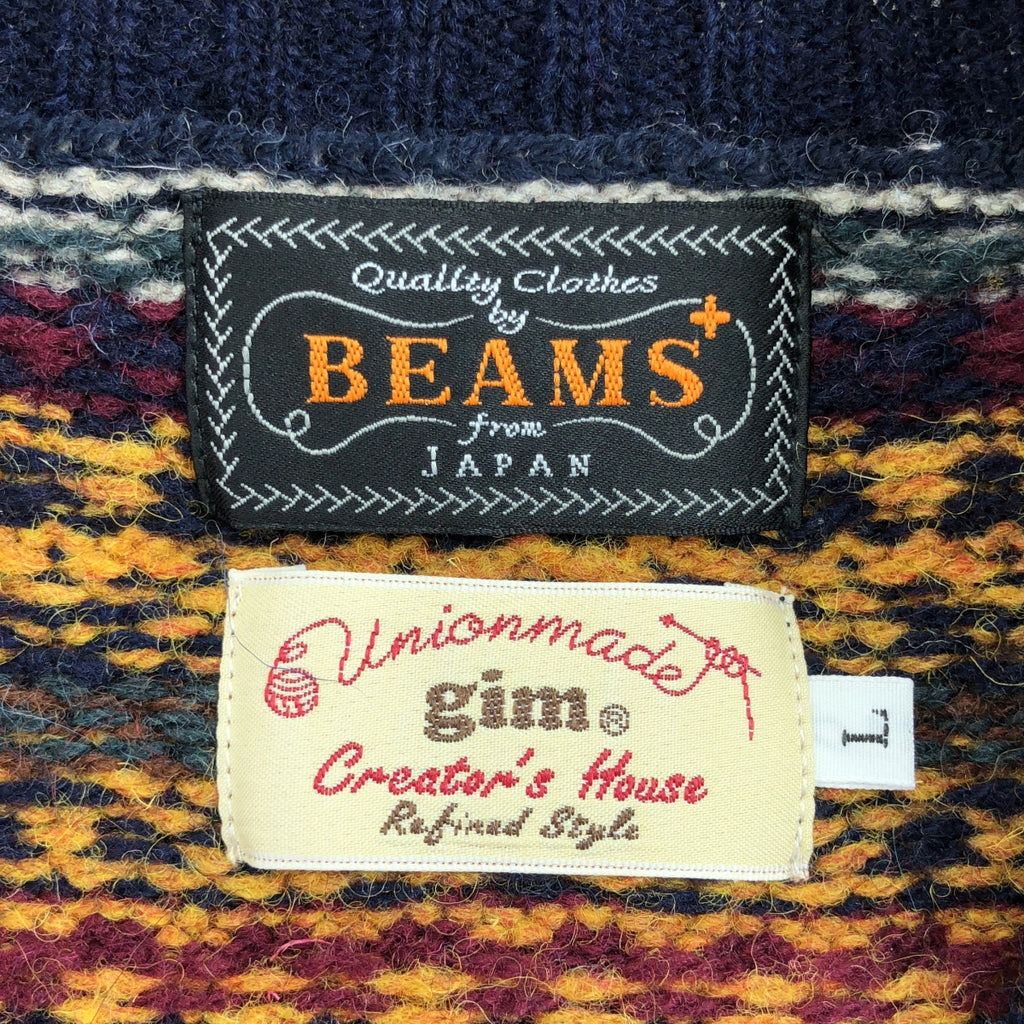 Quality Clothes
by
BEAMS+
from
JAPAN
Unionmade
gim®
Creator's House
Refined Style
L